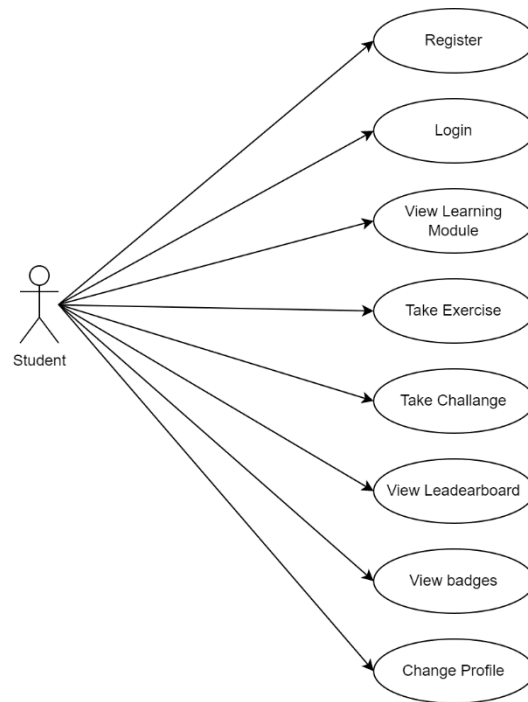 Register
Login
View Learning
Module
Take Exercise
Student
Take Challange
View Leadearboard
View badges
Change Profile